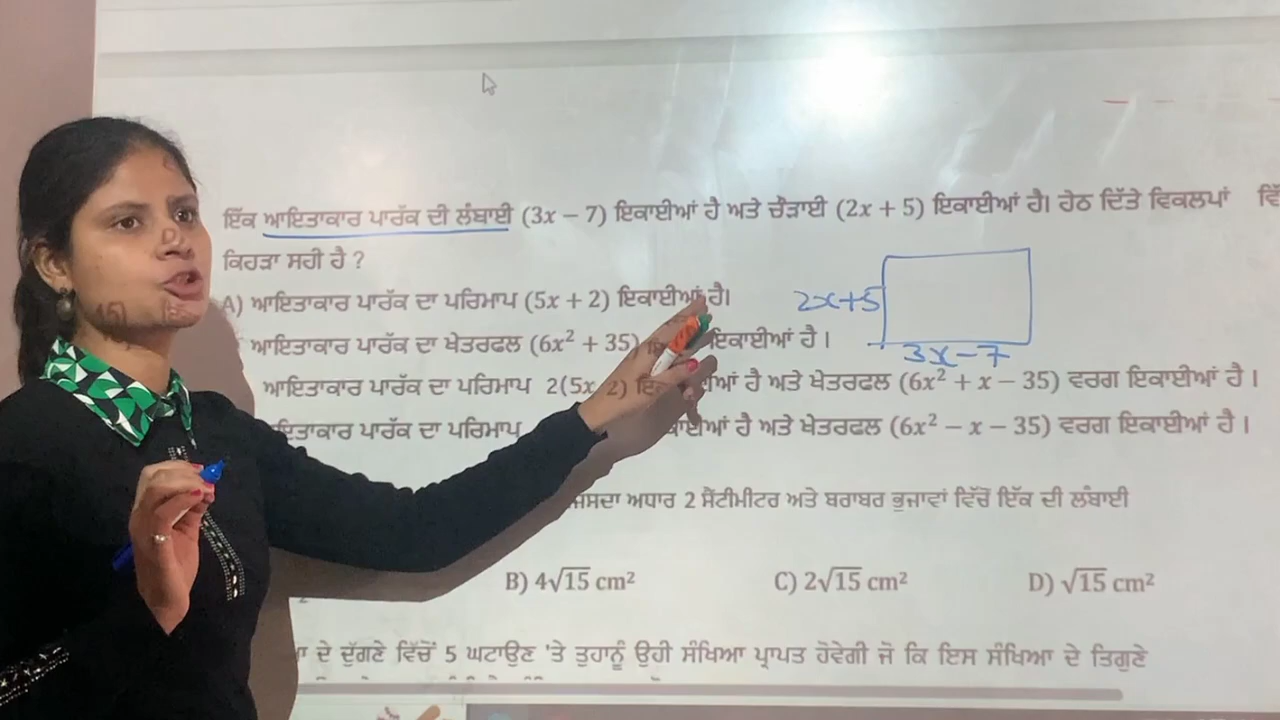 ਇੱਕ ਆਇਤਾਕਾਰ ਪਾਰੱਕ ਦੀ ਲੰਬਾਈ (3x − 7) ਇਕਾਈਆਂ ਹੈ ਅਤੇ ਚੌੜਾਈ (2x + 5) ਇਕਾਈਆਂ ਹੈ। ਹੇਠ ਦਿੱਤੇ ਵਿਕਲਪਾਂ
ਕਿਹੜਾ ਸਹੀ ਹੈ ?
A) ਆਇਤਾਕਾਰ ਪਾਰੱਕ ਦਾ ਪਰਿਮਾਪ (5x + 2) ਇਕਾਈਆਂ ਹੈ।
2x+5
ਆਇਤਾਕਾਰ ਪਾਰੱਕ ਦਾ ਖੇਤਰਫਲ (6x² + 35) ਇਕਾਈਆਂ ਹੈ ।
3x-7
ਆਇਤਾਕਾਰ ਪਾਰੱਕ ਦਾ ਪਰਿਮਾਪ 2(5x 2) ਹੈ ਅਤੇ ਖੇਤਰਫਲ (6x² + x − 35) ਵਰਗ ਇਕਾਈਆਂ ਹੈ ।
ਪਾਰੱਕ ਦਾ ਪਰਿਮਾਪ ਹੈ ਅਤੇ ਖੇਤਰਫਲ (6x² − x − 35) ਵਰਗ ਇਕਾਈਆਂ ਹੈ ।
ਅਧਾਰ 2 ਸੈਂਟੀਮੀਟਰ ਅਤੇ ਬਰਾਬਰ ਭੁਜਾਵਾਂ ਵਿੱਚੋਂ ਇੱਕ ਦੀ ਲੰਬਾਈ
B) 4√15 cm² C) 2√15 cm² D) √15 cm²
ਦੇ ਦੁੱਗਣੇ ਵਿੱਚੋਂ 5 ਘਟਾਉਣ 'ਤੇ ਤੁਹਾਨੂੰ ਉਹੀ ਸੰਖਿਆ ਪ੍ਰਾਪਤ ਹੋਵੇਗੀ ਜੋ ਕਿ ਇਸ ਸੰਖਿਆ ਦੇ ਤਿਗੁਣੇ